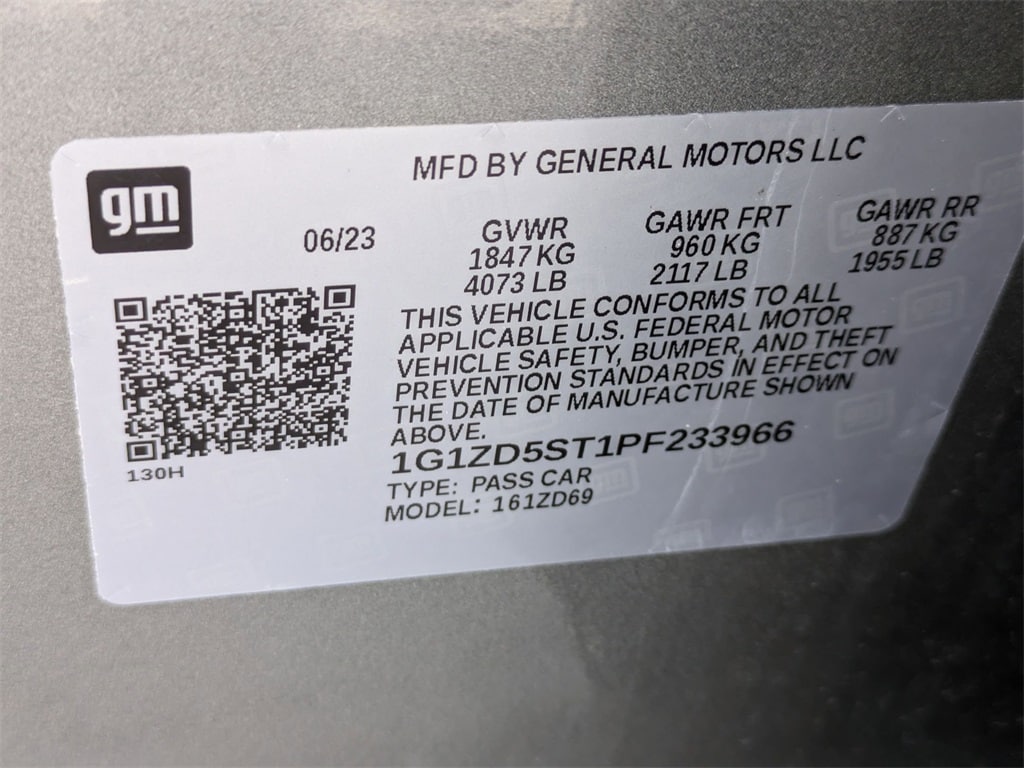 gm
MFD BY GENERAL MOTORS LLC
06/23
GVWR
1847 KG
4073 LB
GAWR FRT
960 KG
2117 LB
GAWR RR
887 KG
1955 LB
THIS VEHICLE CONFORMS TO ALL
APPLICABLE U.S. FEDERAL MOTOR
VEHICLE SAFETY, BUMPER, AND THEFT
PREVENTION STANDARDS IN EFFECT ON
THE DATE OF MANUFACTURE SHOWN
ABOVE.
1G1ZD5ST1PF233966
TYPE: PASS CAR
MODEL: 161ZD69
130H